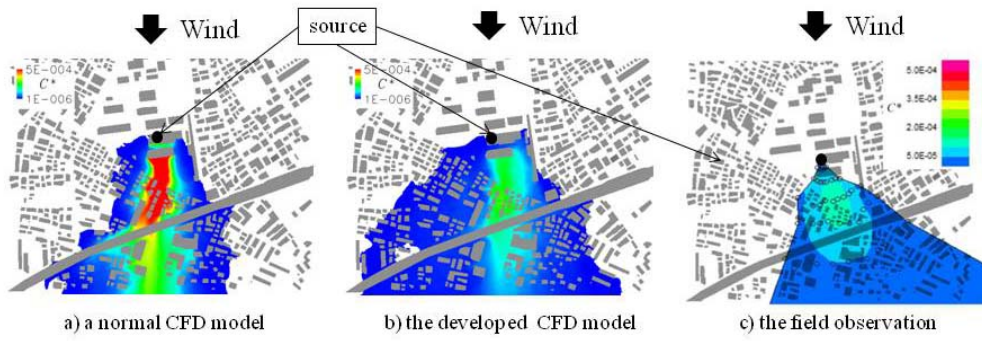 Wind
source
Wind
Wind
5E-004
C*
1E-006
5E-004
C*
1E-006
5.0E-04
C*
3.5E-04
2.0E-04
5.0E-05
a) a normal CFD model
b) the developed CFD model
c) the field observation